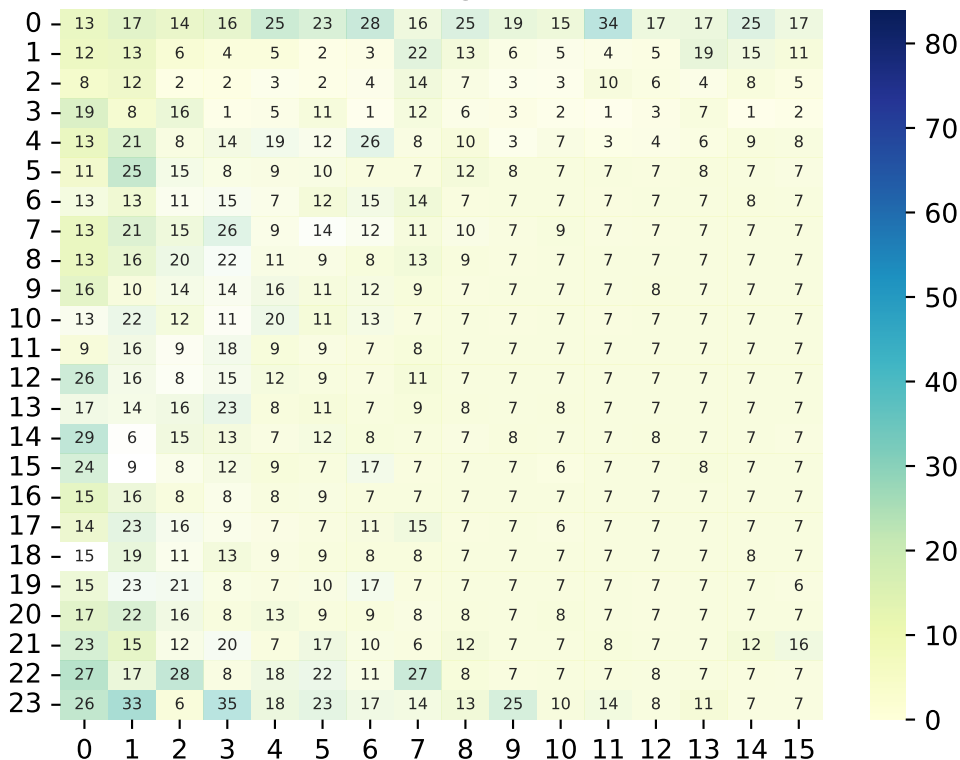 0 13 17 14 16 25 23 28 16 25 19 15 34 17 17 25 17
1 12 13 6 4 5 2 3 22 13 6 5 4 5 19 15 11
2 8 12 2 2 3 2 4 14 7 3 3 10 6 4 8 5
3 19 8 16 1 5 11 1 12 6 3 2 1 3 7 1 2
4 13 21 8 14 19 12 26 8 10 3 7 3 4 6 9 8
5 11 25 15 8 9 10 7 7 12 8 7 7 7 8 7 7
6 13 13 11 15 7 12 15 14 7 7 7 7 7 7 8 7
7 13 21 15 26 9 14 12 11 10 7 9 7 7 7 7 7
8 13 16 20 22 11 9 8 13 9 7 7 7 7 7 7 7
9 16 10 14 14 16 11 12 9 7 7 7 7 8 7 7 7
10 13 22 12 11 20 11 13 7 7 7 7 7 7 7 7 7
11 9 16 9 18 9 9 7 8 7 7 7 7 7 7 7 7
12 26 16 8 15 12 9 7 11 7 7 7 7 7 7 7 7
13 17 14 16 23 8 11 7 9 8 7 8 7 7 7 7 7
14 29 6 15 13 7 12 8 7 7 8 7 7 8 7 7 7
15 24 9 8 12 9 7 17 7 7 7 6 7 7 8 7 7
16 15 16 8 8 8 9 7 7 7 7 7 7 7 7 7 7
17 14 23 16 9 7 7 11 15 7 7 6 7 7 7 7 7
18 15 19 11 13 9 9 8 8 7 7 7 7 7 7 8 7
19 15 23 21 8 7 10 17 7 7 7 7 7 7 7 7 6
20 17 22 16 8 13 9 9 8 8 7 8 7 7 7 7 7
21 23 15 12 20 7 17 10 6 12 7 7 8 7 7 12 16
22 27 17 28 8 18 22 11 27 8 7 7 7 8 7 7 7
23 26 33 6 35 18 23 17 14 13 25 10 14 8 11 7 7
0 1 2 3 4 5 6 7 8 9 10 11 12 13 14 15
80
70
60
50
40
30
20
10
0